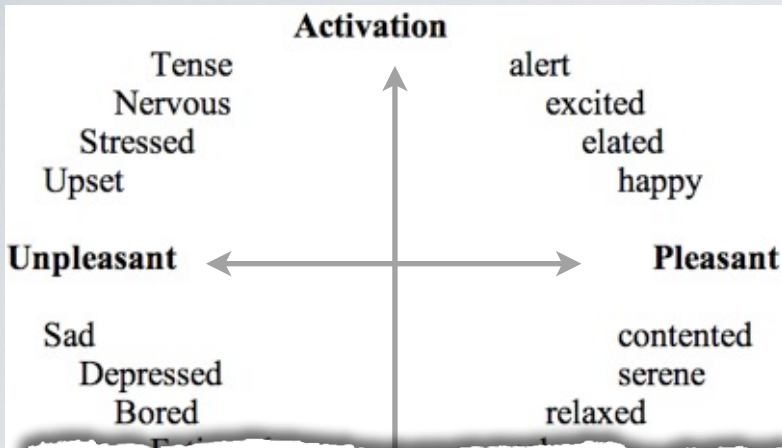 Activation
Tense alert
Nervous excited
Stressed elated
Upset happy
Unpleasant Pleasant
Sad contented
Depressed serene
Bored relaxed